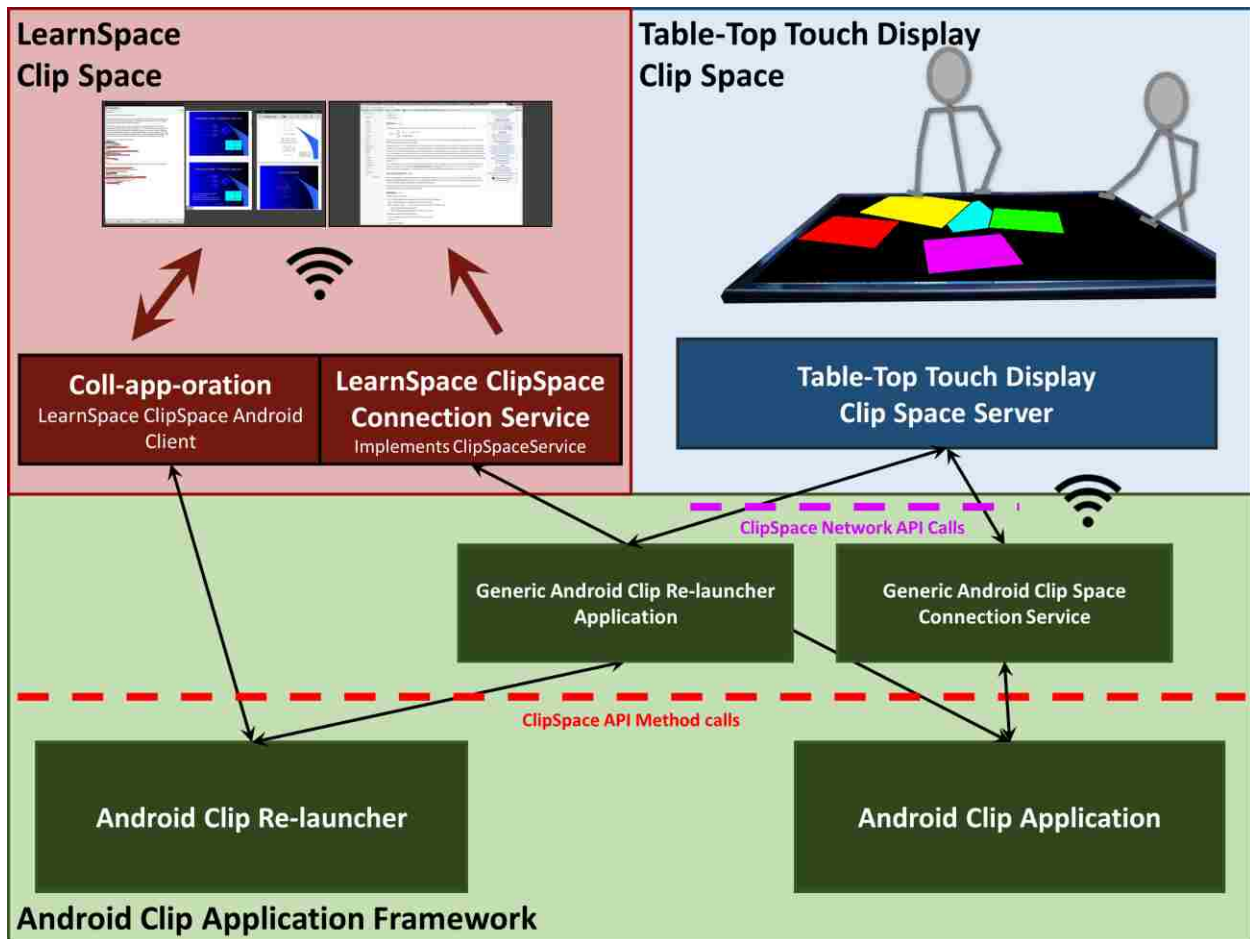 LearnSpace
Clip Space
Table-Top Touch Display
Clip Space
Coll-app-oration
LearnSpace ClipSpace Android
Client
LearnSpace ClipSpace
Connection Service
Implements ClipSpaceService
Table-Top Touch Display
Clip Space Server
ClipSpace Network API Calls
Generic Android Clip Re-launcher
Application
Generic Android Clip Space
Connection Service
ClipSpace API Method calls
Android Clip Re-launcher
Android Clip Application
Android Clip Application Framework